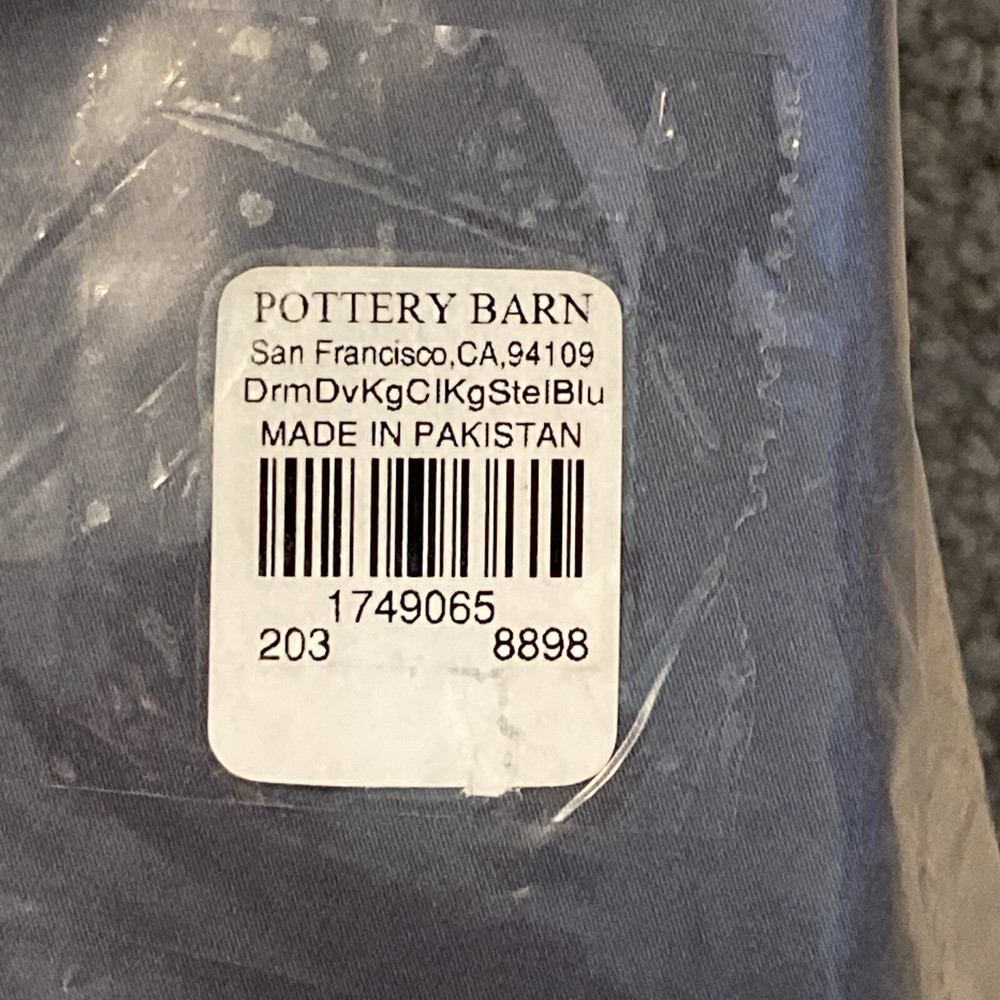 POTTERY BARN
San Francisco,CA,94109
DrmDvKgClKgStelBlu
MADE IN PAKISTAN
1749065
203 8898